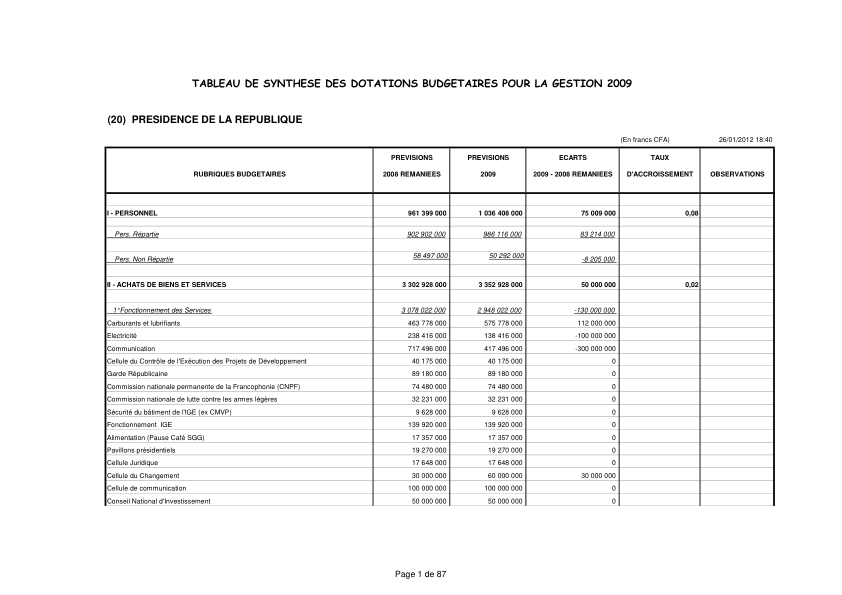 TABLEAU DE SYNTHESE DES DOTATIONS BUDGETAIRES POUR LA GESTION 2009
(20) PRESIDENCE DE LA REPUBLIQUE
(En francs CFA) 26/01/2012 18:40
PREVISIONS PREVISIONS ECARTS TAUX
RUBRIQUES BUDGETAIRES 2008 REMANIEES 2009 2009 - 2008 REMANIEES D'ACCROISSEMENT OBSERVATIONS
I - PERSONNEL 961 399 000 1 036 408 000 75 009 000 0,08
Pers. Répartie 902 902 000 986 116 000 83 214 000
Pers. Non Répartie 58 497 000 50 292 000 -8 205 000
II - ACHATS DE BIENS ET SERVICES 3 302 928 000 3 352 928 000 50 000 000 0,02
1°Fonctionnement des Services 3 078 022 000 2 948 022 000 -130 000 000
Carburants et lubrifiants 463 778 000 575 778 000 112 000 000
Electricité 238 416 000 138 416 000 -100 000 000
Communication 717 496 000 417 496 000 -300 000 000
Cellule du Contrôle de l'Exécution des Projets de Développement 40 175 000 40 175 000 0
Garde Républicaine 89 180 000 89 180 000 0
Commission nationale permanente de la Francophonie (CNPF) 74 480 000 74 480 000 0
Commission nationale de lutte contre les armes légères 32 231 000 32 231 000 0
Sécurité du bâtiment de l'IGE (ex CMVP) 9 628 000 9 628 000 0
Fonctionnement IGE 139 920 000 139 920 000 0
Alimentation (Pause Café SGG) 17 357 000 17 357 000 0
Pavillons présidentiels 19 270 000 19 270 000 0
Cellule Juridique 17 648 000 17 648 000 0
Cellule du Changement 30 000 000 60 000 000 30 000 000
Cellule de communication 100 000 000 100 000 000 0
Conseil National d'Investissement 50 000 000 50 000 000 0
Page 1 de 87